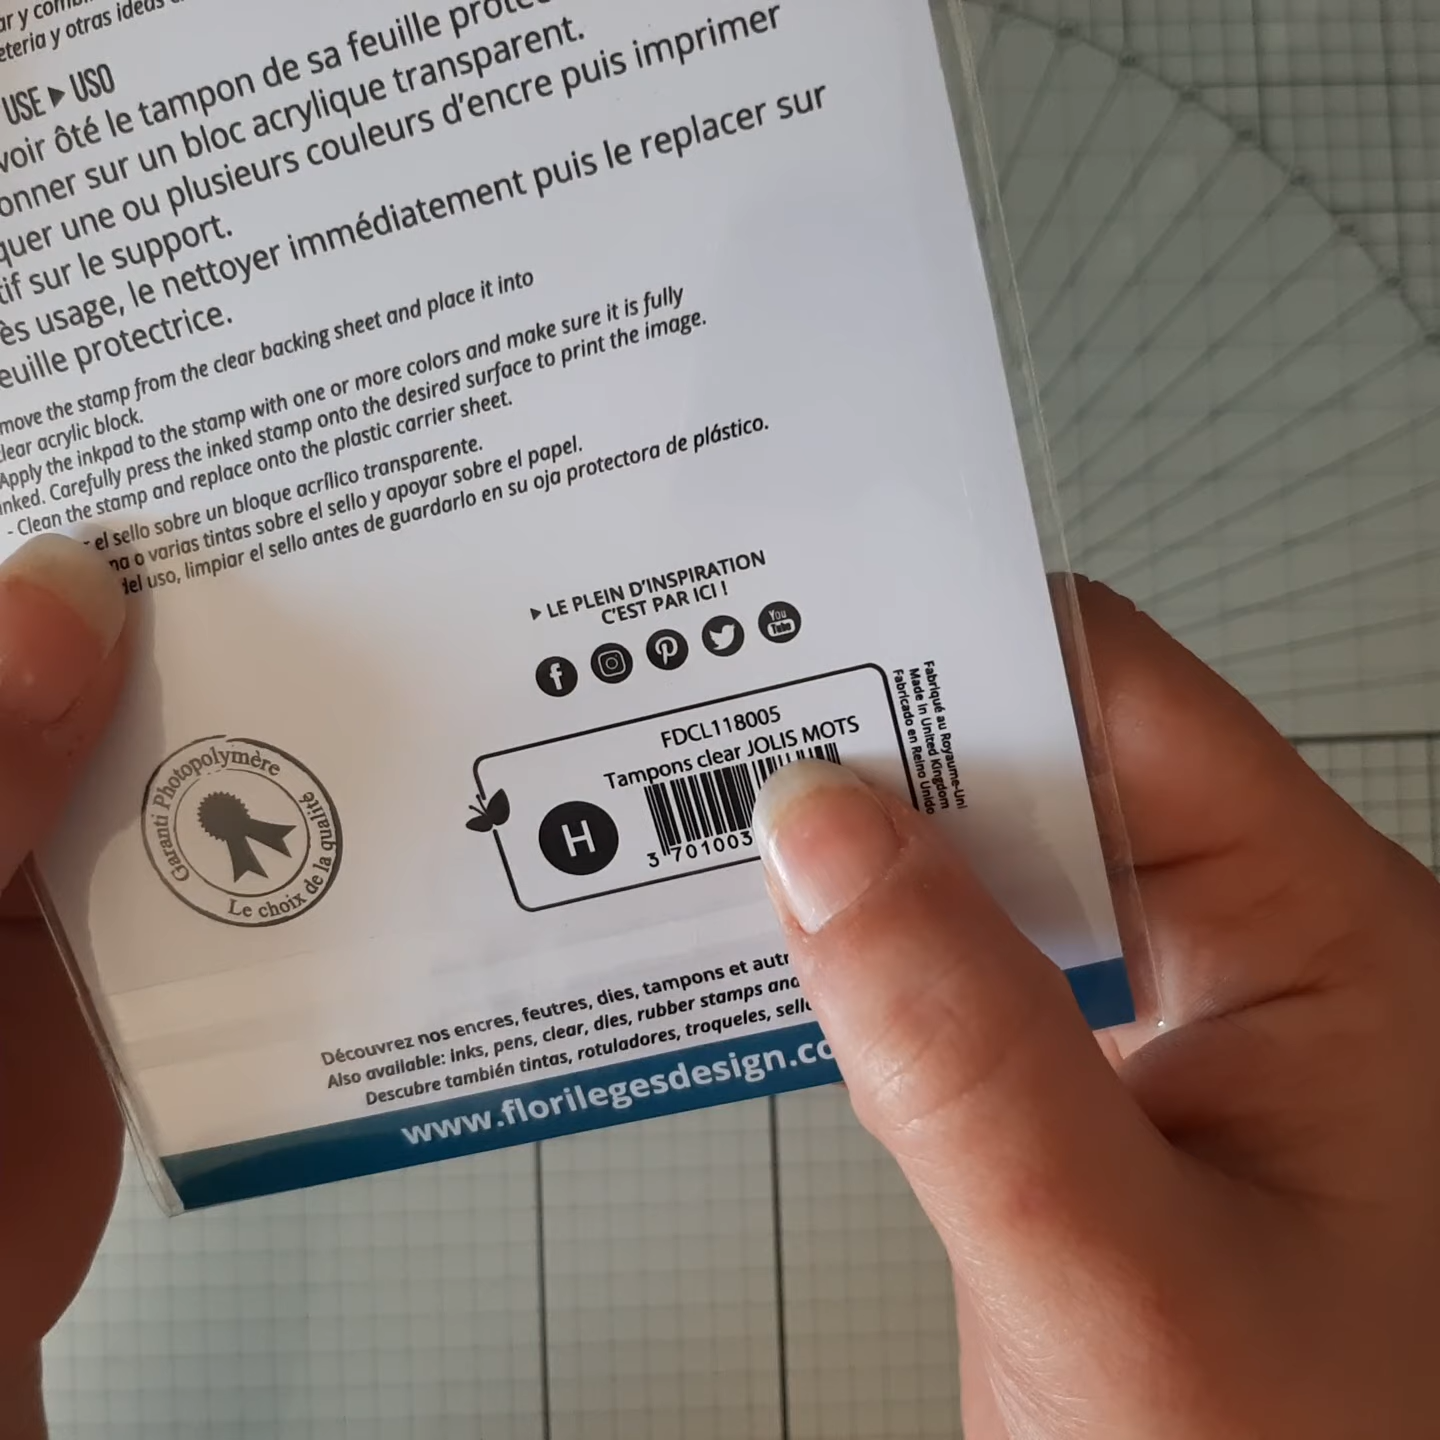 eteria y otras ideas
USE ▸ USO
voir ôté le tampon de sa feuille
onner sur un bloc acrylique transparent.
quer une ou plusieurs couleurs d'encre puis imprimer
tif sur le support.
ès usage, le nettoyer immédiatement puis le replacer sur
euille protectrice.
move the stamp from the clear backing sheet and place it into
lear acrylic block.
Apply the inkpad to the stamp with one or more colors and make sure it is fully
inked. Carefully press the inked stamp onto the desired surface to print the image.
- Clean the stamp and replace onto the plastic carrier sheet.
el sello sobre un bloque acrílico transparente.
na o varias tintas sobre el sello y apoyar sobre el papel.
del uso, limpiar el sello antes de guardarlo en su oja protectora de plástico.
▸ LE PLEIN D'INSPIRATION
C'EST PAR ICI !
You
Tube
FDCL118005
Tampons clear JOLIS MOTS
H
3 701003
Fabriqué au Royaume-Uni
Made in United Kingdom
Fabricado en Reino Unido
Garanti Photopolymère
Le choix de la qualité
Découvrez nos encres, feutres, dies, tampons et autr
Also available: inks, pens, clear, dies, rubber stamps and
Descubre también tintas, rotuladores, troqueles, selle
www.florilegesdesign.co